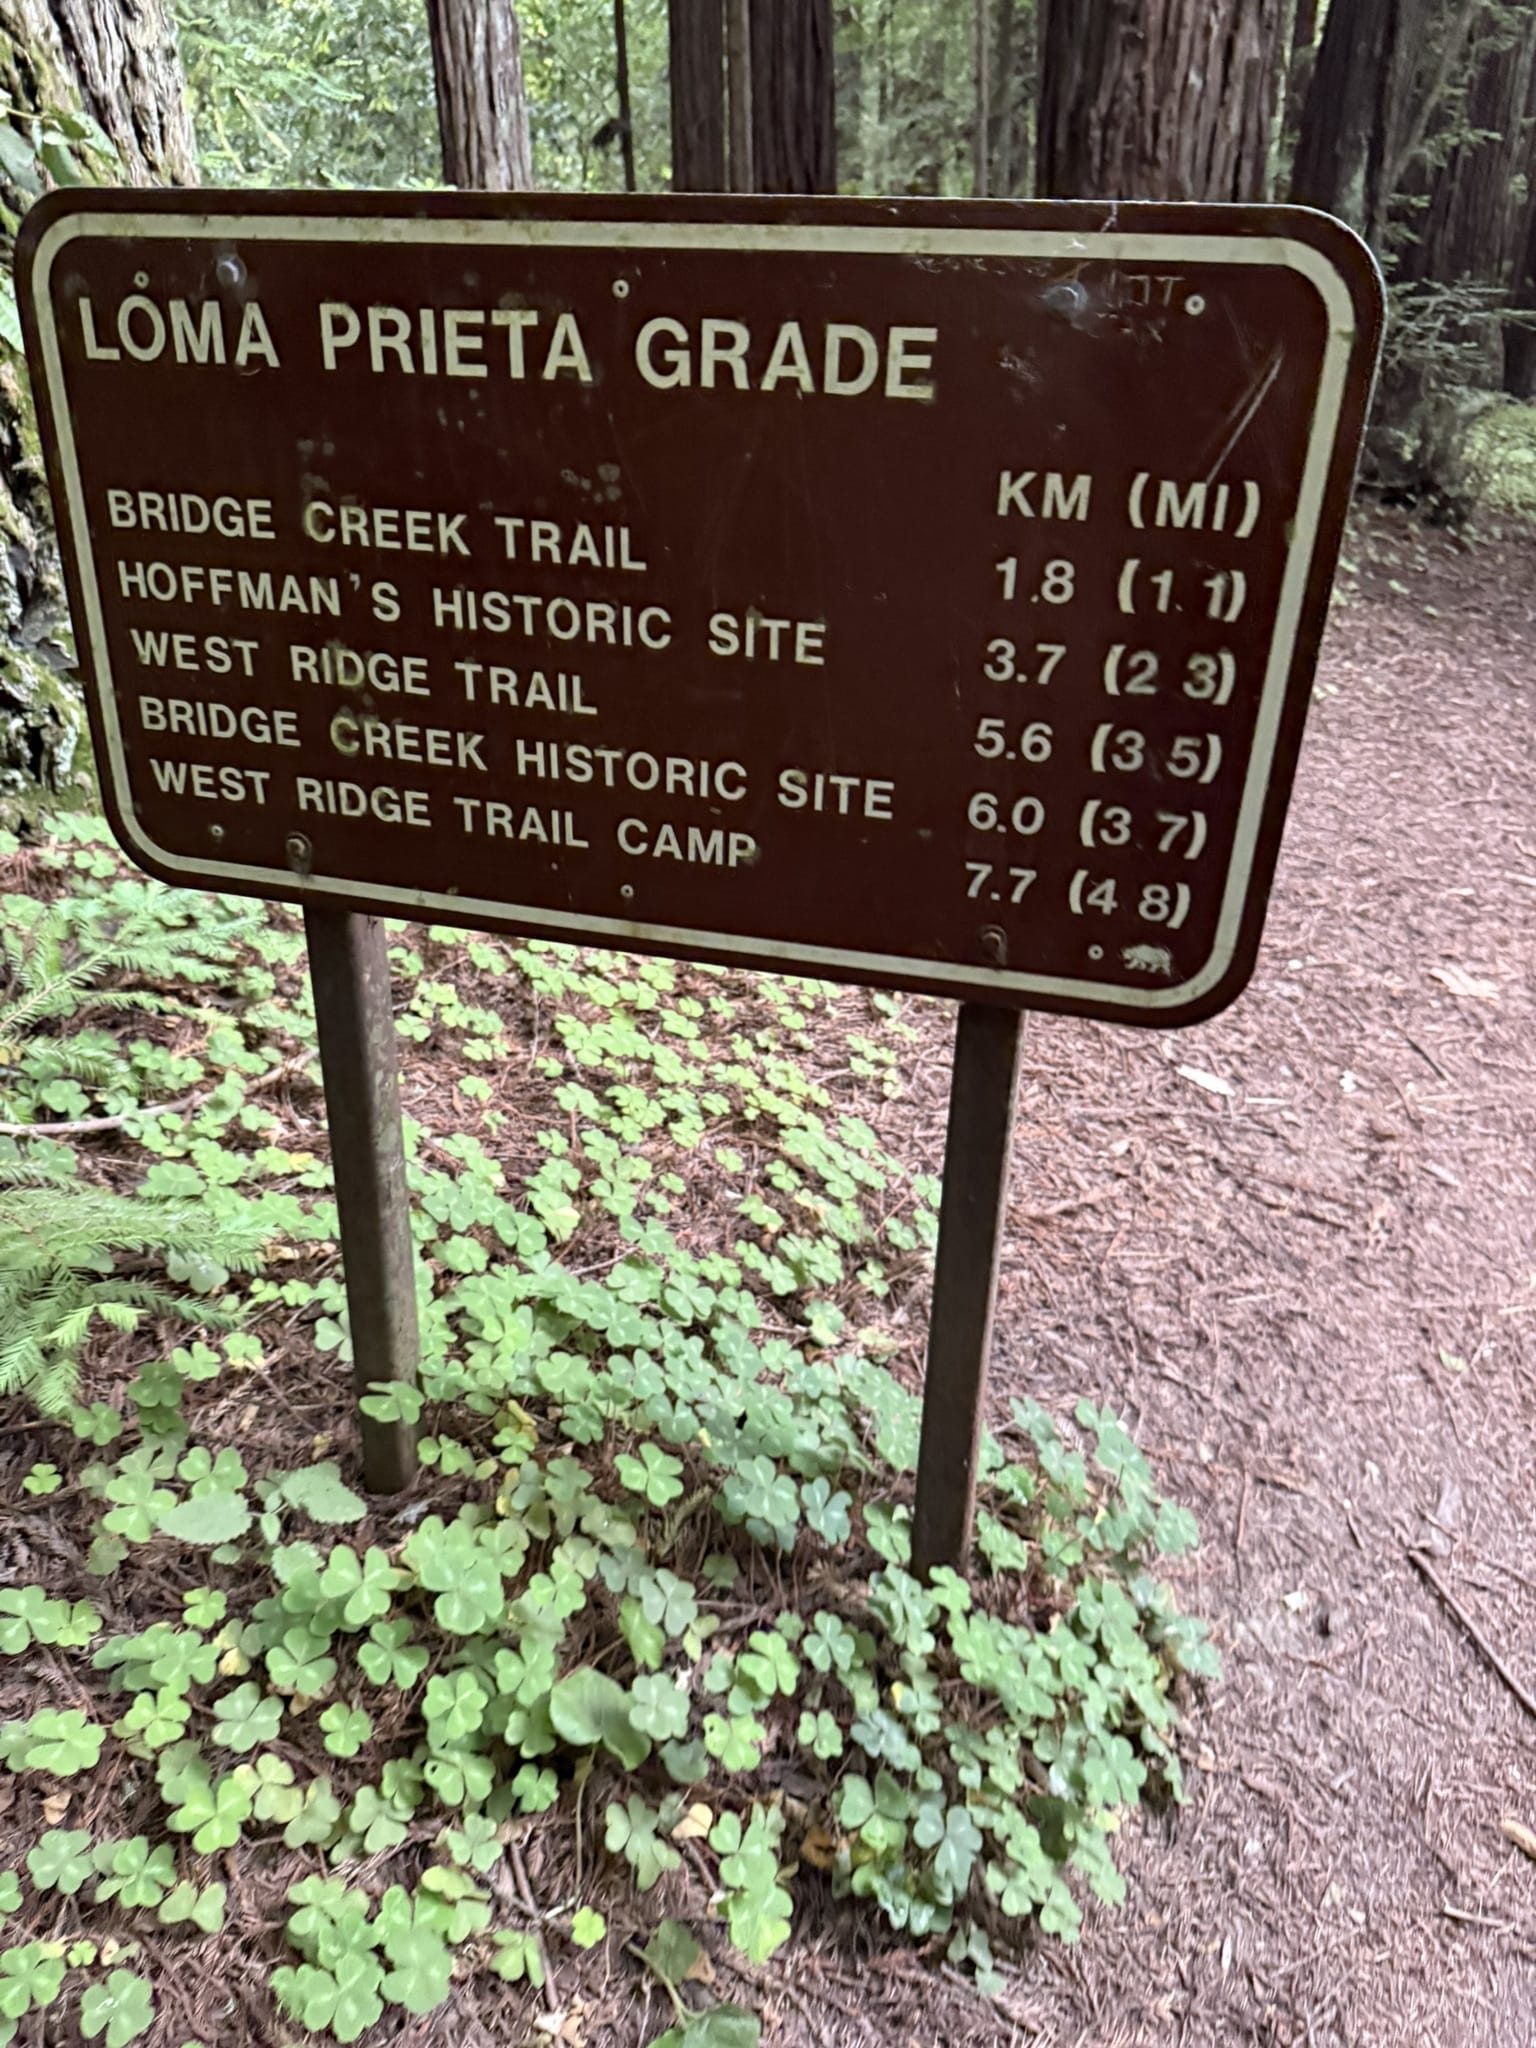 LOMA PRIETA GRADE
KM (MI)
BRIDGE CREEK TRAIL 1.8 (1.1)
HOFFMAN'S HISTORIC SITE 3.7 (2 3)
WEST RIDGE TRAIL 5.6 (3 5)
BRIDGE CREEK HISTORIC SITE 6.0 (3 7)
WEST RIDGE TRAIL CAMP 7.7 (4 8)